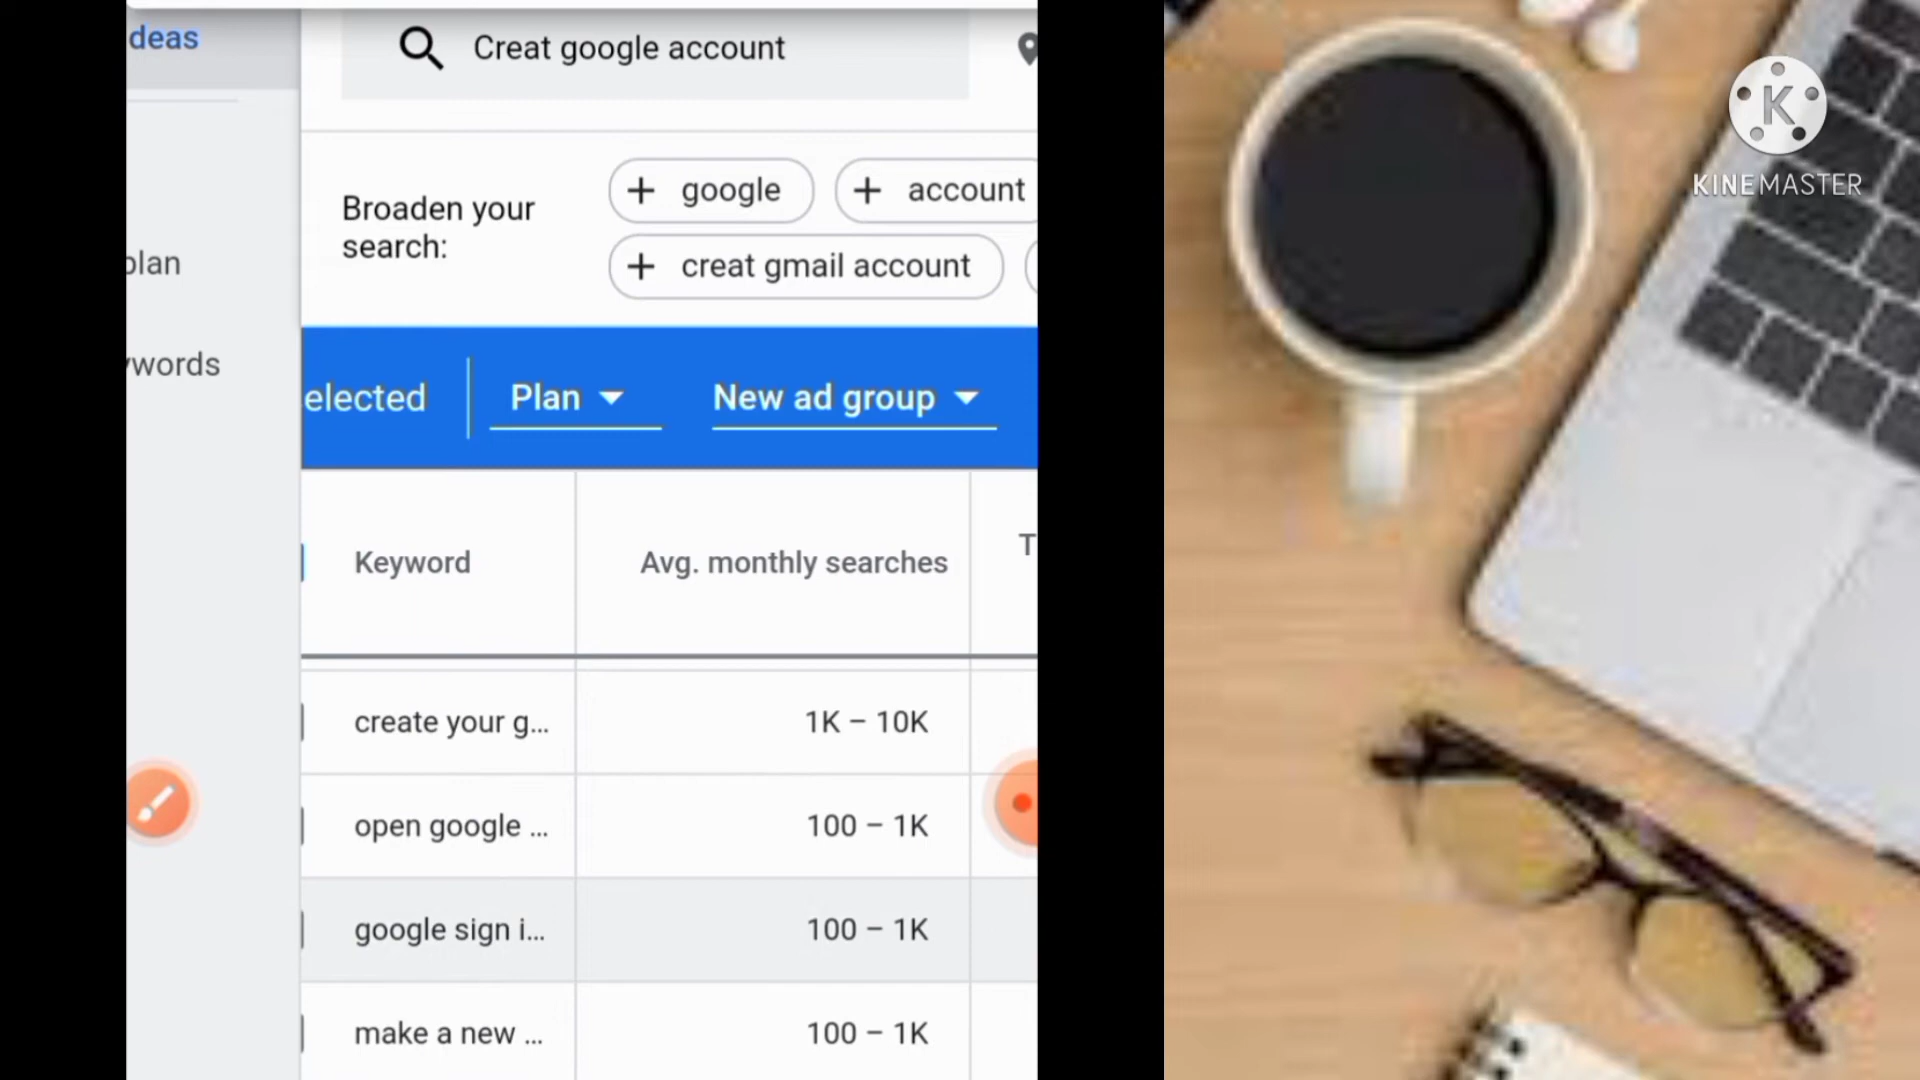 deas
Creat google account
Broaden your
search:
+ google
+ account
+ creat gmail account
plan
ywords
elected
Plan
New ad group
Keyword
Avg. monthly searches
T
create your g...
1K – 10K
open google ...
100 – 1K
google sign i...
100 – 1K
make a new ...
100 – 1K
K
KINEMASTER